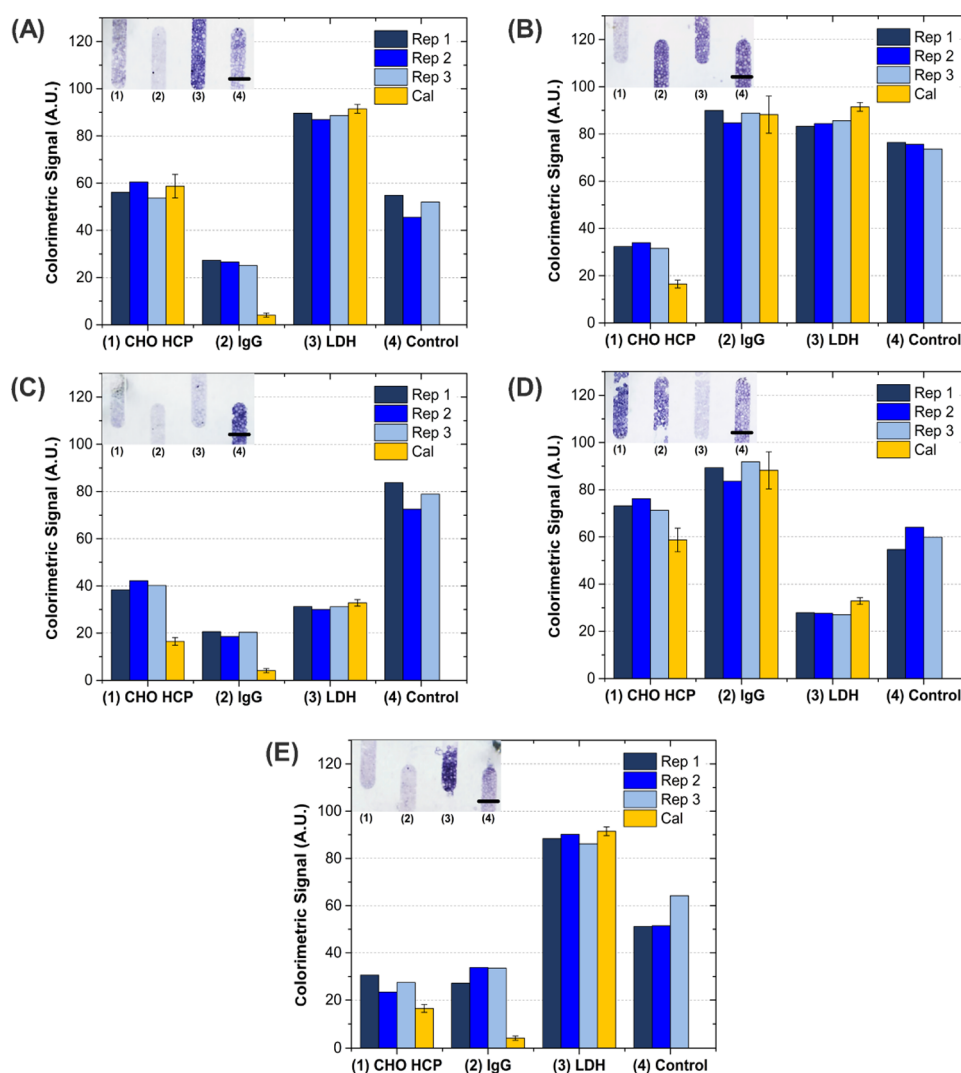 (A)
Colorimetric Signal (A.U.)
120
100
80
60
40
20
0
(1) (2) (3) (4)
Rep 1
Rep 2
Rep 3
Cal
(1) CHO HCP (2) IgG (3) LDH (4) Control
(B)
Colorimetric Signal (A.U.)
120
100
80
60
40
20
0
(1) (2) (3) (4)
Rep 1
Rep 2
Rep 3
Cal
(1) CHO HCP (2) IgG (3) LDH (4) Control
(C)
Colorimetric Signal (A.U.)
120
100
80
60
40
20
0
(1) (2) (3) (4)
Rep 1
Rep 2
Rep 3
Cal
(1) CHO HCP (2) IgG (3) LDH (4) Control
(D)
Colorimetric Signal (A.U.)
120
100
80
60
40
20
0
(1) (2) (3) (4)
Rep 1
Rep 2
Rep 3
Cal
(1) CHO HCP (2) IgG (3) LDH (4) Control
(E)
Colorimetric Signal (A.U.)
120
100
80
60
40
20
0
(1) (2) (3) (4)
Rep 1
Rep 2
Rep 3
Cal
(1) CHO HCP (2) IgG (3) LDH (4) Control